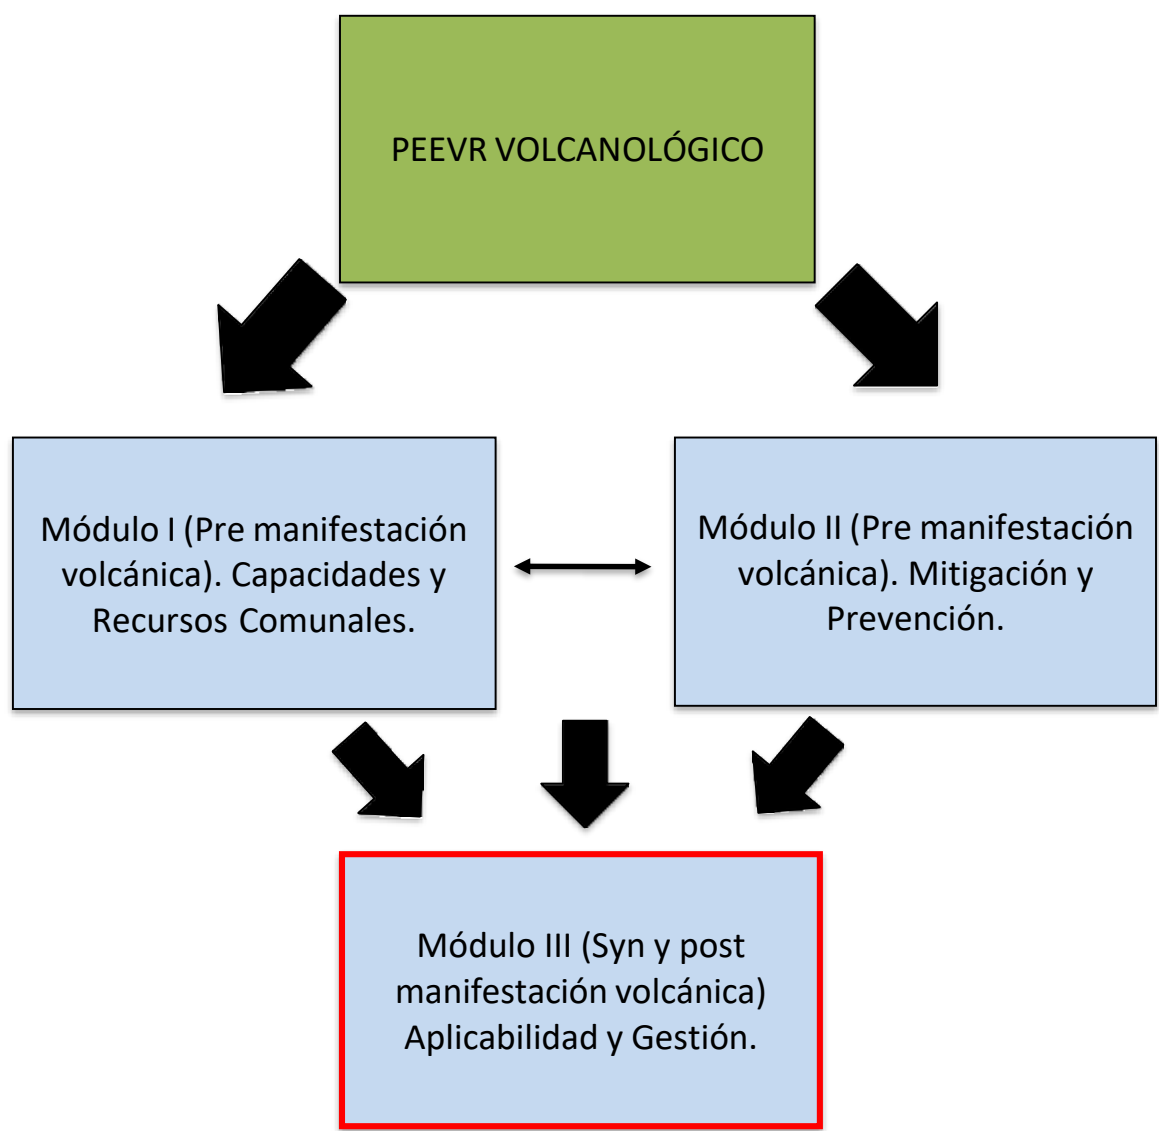 PEEVR VOLCANOLÓGICO
Módulo I (Pre manifestación
volcánica). Capacidades y
Recursos Comunales.
Módulo II (Pre manifestación
volcánica). Mitigación y
Prevención.
Módulo III (Syn y post
manifestación volcánica)
Aplicabilidad y Gestión.